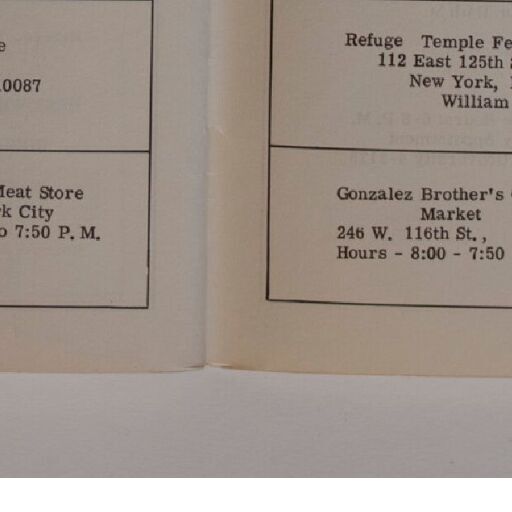 e
0087
Meat Store
k City
o 7:50 P. M.
Refuge Temple Fe
112 East 125th
New York,
William
Gonzalez Brother's
Market
246 W. 116th St.,
Hours - 8:00 - 7:50